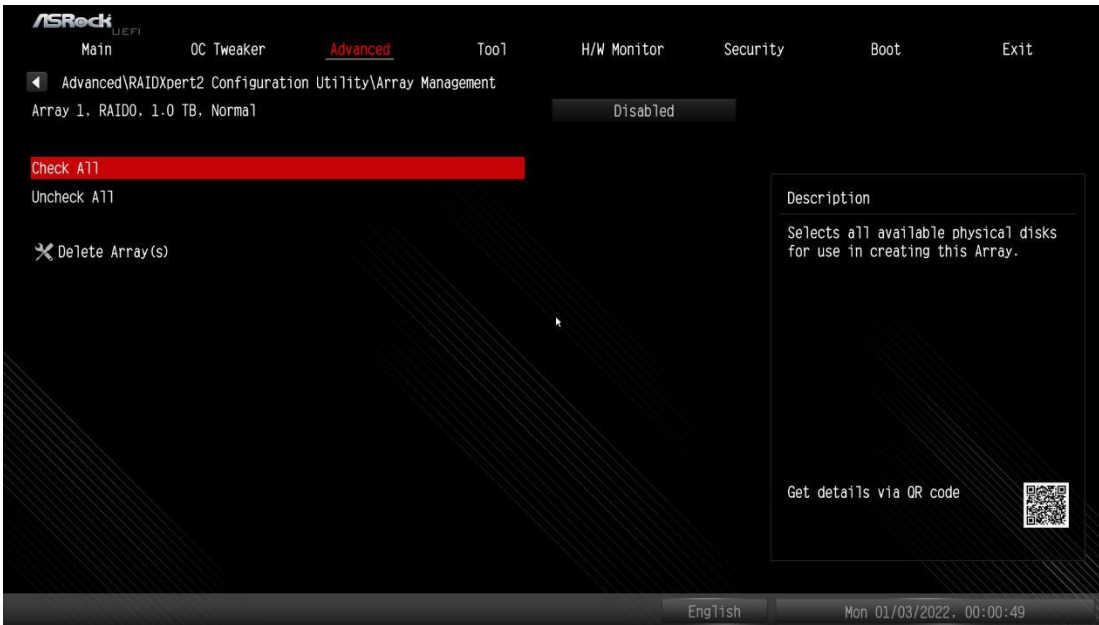 ASRock UEFI
Main OC Tweaker Advanced Tool H/W Monitor Security Boot Exit
Advanced\RAIDXpert2 Configuration Utility\Array Management
Array 1, RAID0, 1.0 TB, Normal Disabled
Check All
Uncheck All
Delete Array(s)
Description
Selects all available physical disks
for use in creating this Array.
Get details via QR code
English Mon 01/03/2022, 00:00:49